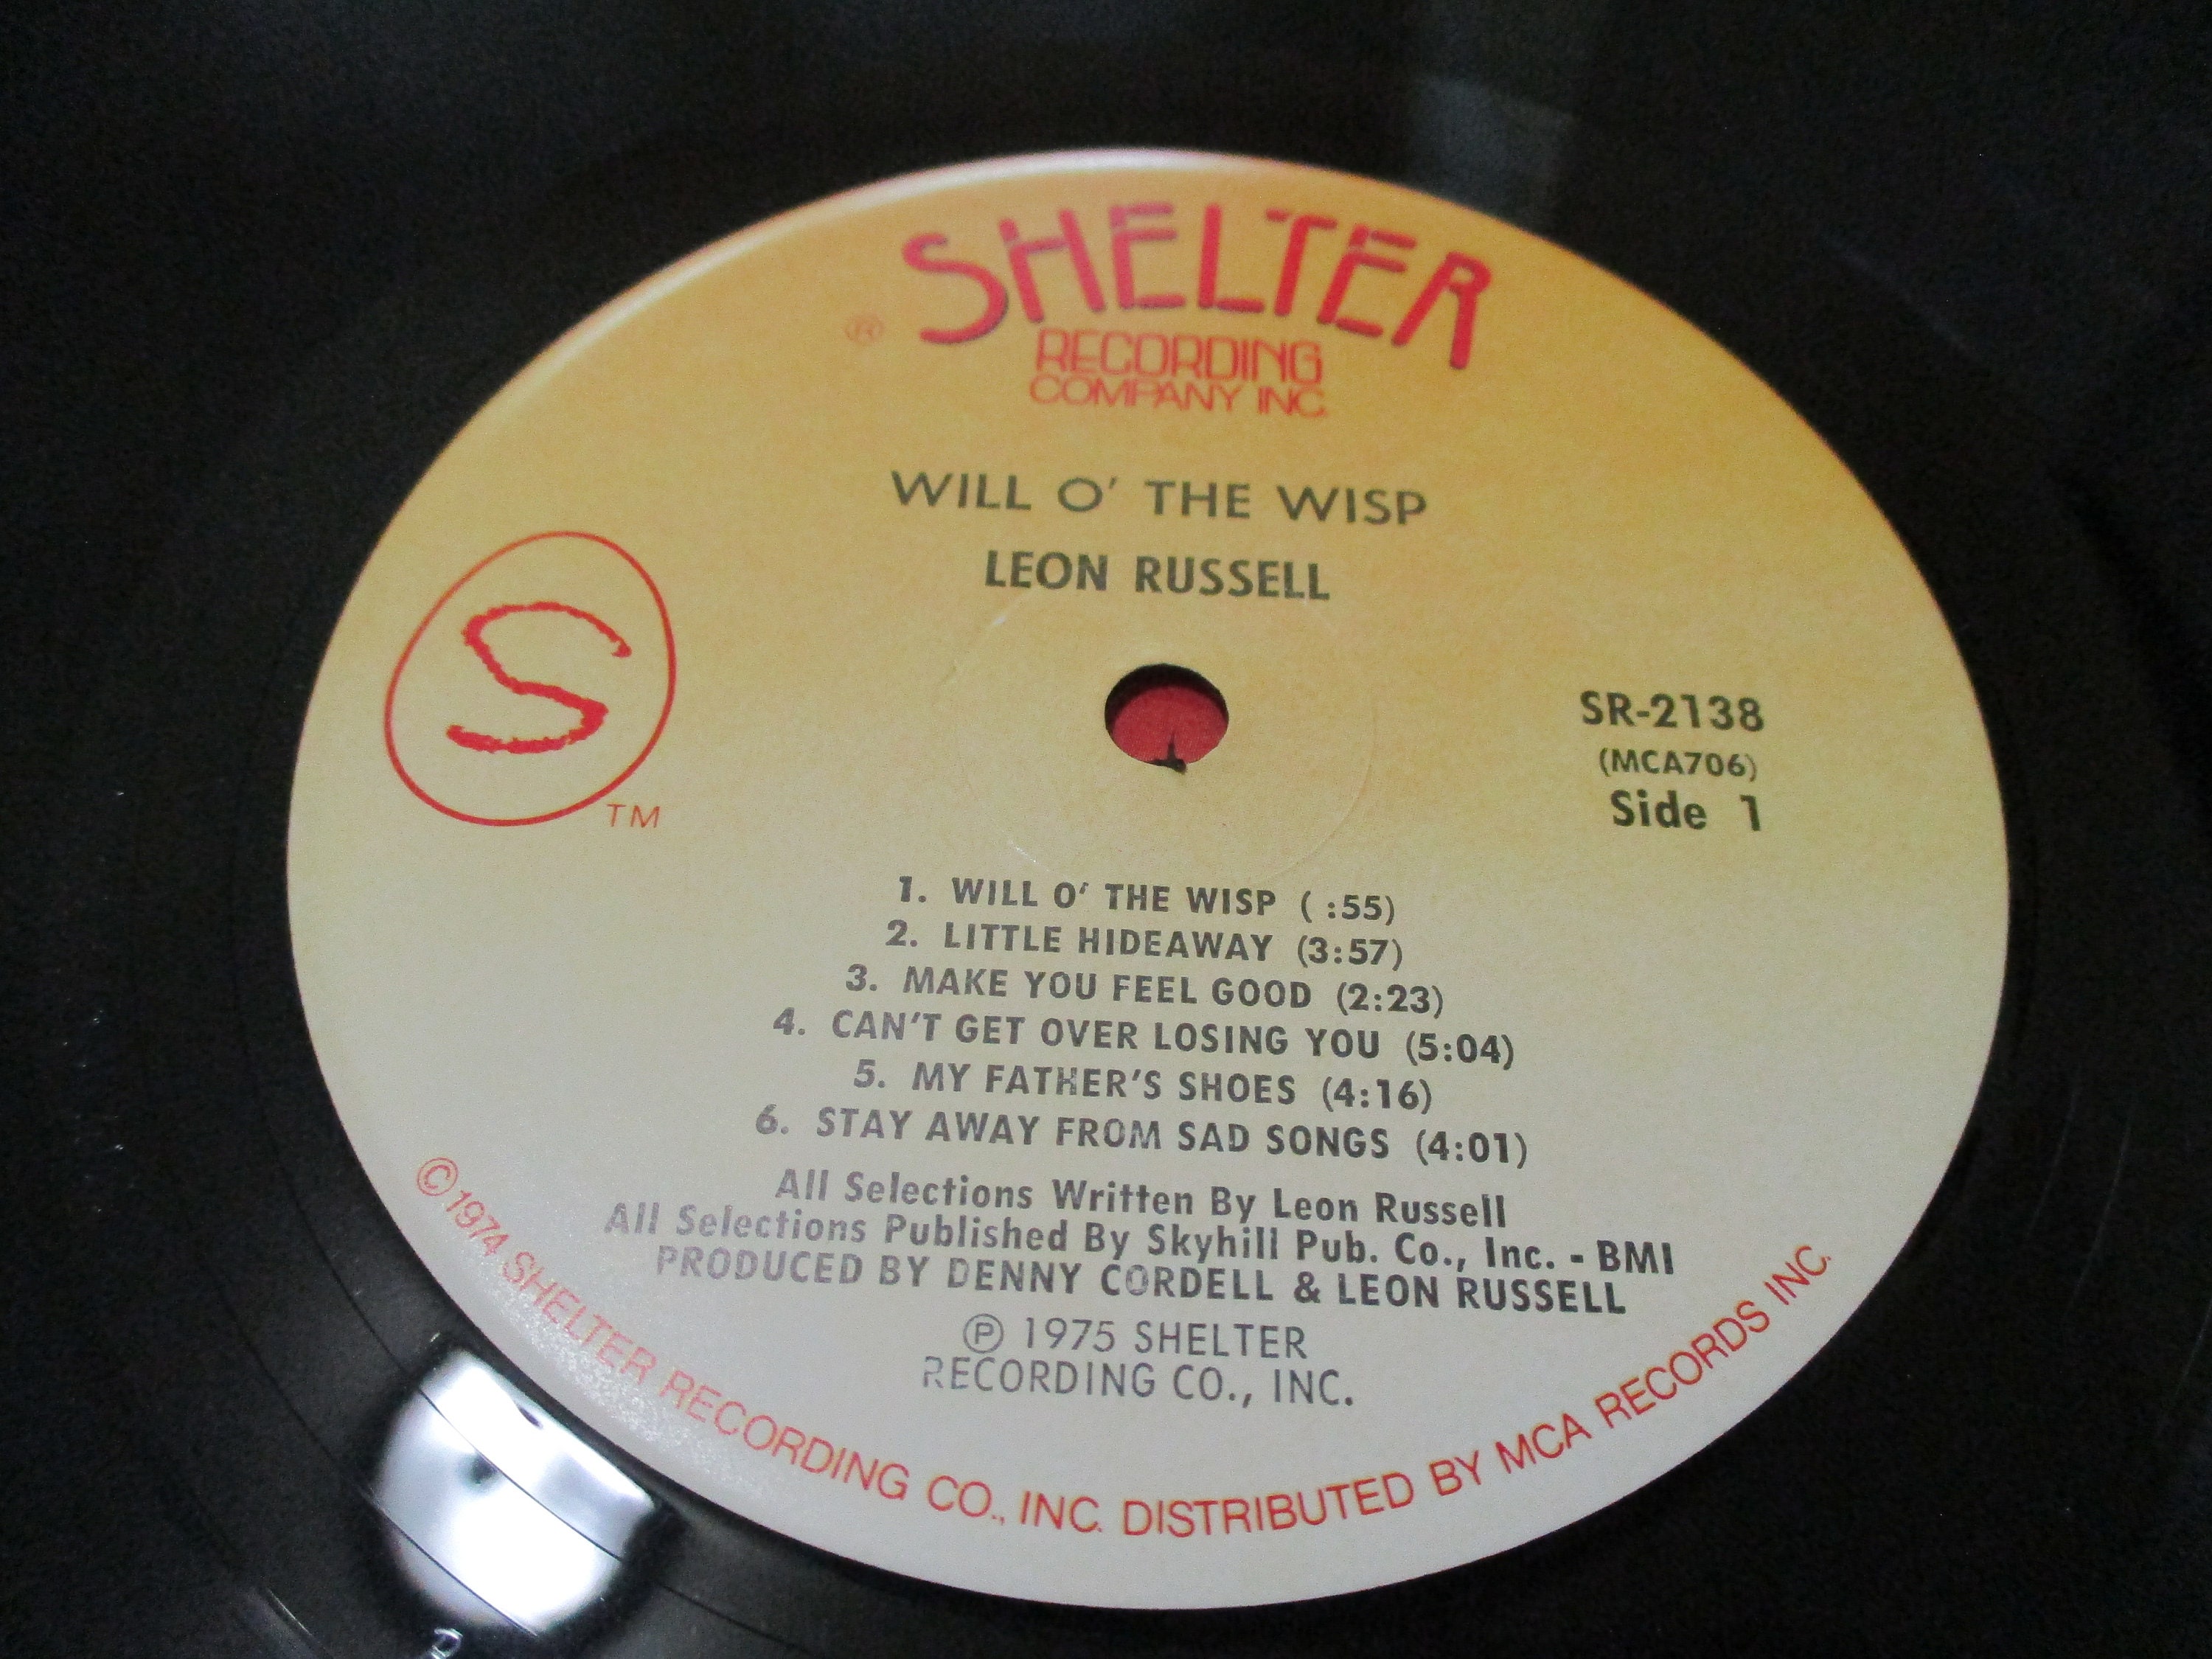 ® SHELTER
RECORDING
COMPANY INC
WILL O' THE WISP
LEON RUSSELL
S
TM
SR-2138
(MCA706)
Side 1
1. WILL O' THE WISP ( :55)
2. LITTLE HIDEAWAY (3:57)
3. MAKE YOU FEEL GOOD (2:23)
4. CAN'T GET OVER LOSING YOU (5:04)
5. MY FATHER'S SHOES (4:16)
6. STAY AWAY FROM SAD SONGS (4:01)
All Selections Written By Leon Russell
All Selections Published By Skyhill Pub. Co., Inc. - BMI
PRODUCED BY DENNY CORDELL & LEON RUSSELL
℗ 1975 SHELTER
RECORDING CO., INC.
© 1974 SHELTER RECORDING CO., INC. DISTRIBUTED BY MCA RECORDS INC.